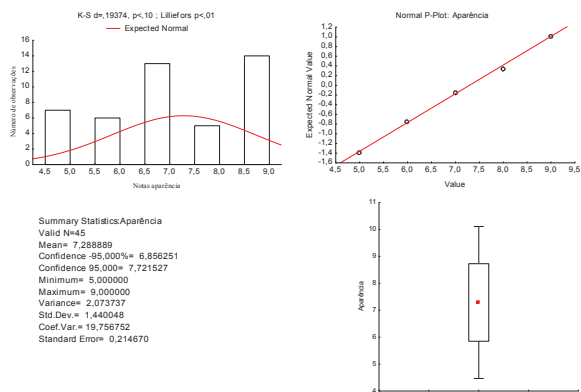 K-S d=,19374, p<,10 ; Lilliefors p<,01
Expected Normal
Número de observações
16
14
12
10
8
6
4
2
0
4,5 5,0 5,5 6,0 6,5 7,0 7,5 8,0 8,5 9,0
Notas aparência
Normal P-Plot: Aparência
Expected Normal Value
1,2
1,0
0,8
0,6
0,4
0,2
0,0
-0,2
-0,4
-0,6
-0,8
-1,0
-1,2
-1,4
-1,6
4,5 5,0 5,5 6,0 6,5 7,0 7,5 8,0 8,5 9,0 9,5
Value
Summary Statistics:Aparência
Valid N=45
Mean= 7,288889
Confidence -95,000%= 6,856251
Confidence 95,000= 7,721527
Minimum= 5,000000
Maximum= 9,000000
Variance= 2,073737
Std.Dev.= 1,440048
Coef.Var.= 19,756752
Standard Error= 0,214670
Aparência
11
10
9
8
7
6
5
4